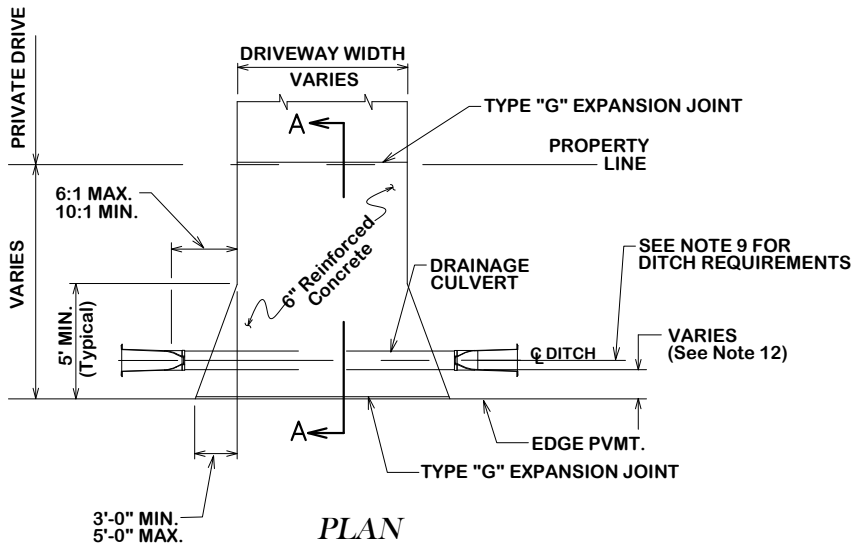 DRIVEWAY WIDTH
VARIES
PRIVATE DRIVE
A
TYPE "G" EXPANSION JOINT
PROPERTY
LINE
6:1 MAX.
10:1 MIN.
VARIES
6" Reinforced
Concrete
DRAINAGE
CULVERT
SEE NOTE 9 FOR
DITCH REQUIREMENTS
5' MIN.
(Typical)
℄ DITCH
VARIES
(See Note 12)
A
EDGE PVMT.
TYPE "G" EXPANSION JOINT
3'-0" MIN.
5'-0" MAX.
PLAN